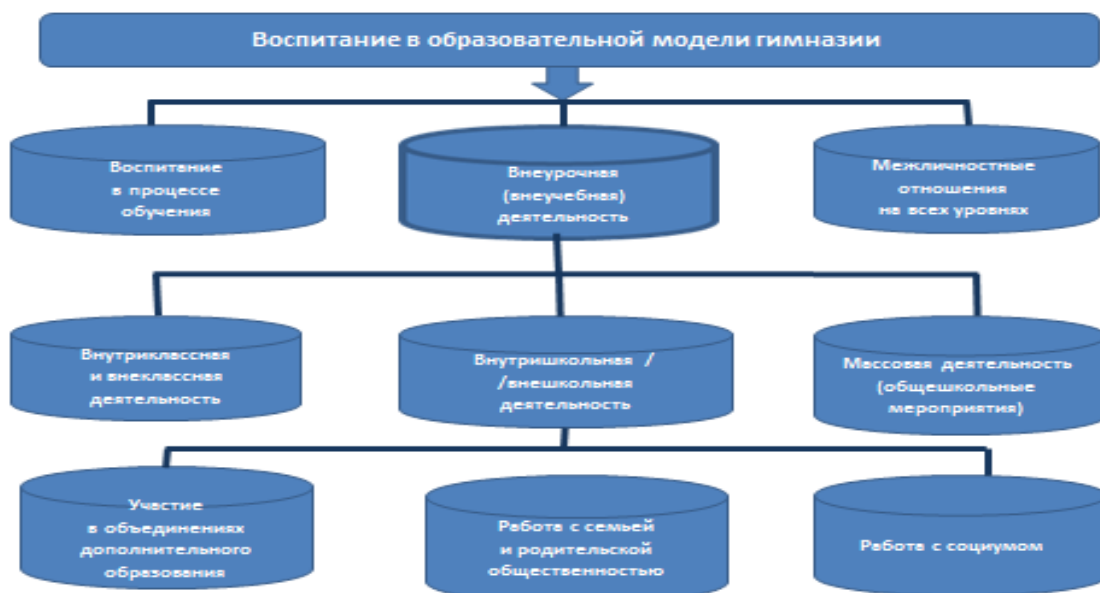 Воспитание в образовательной модели гимназии
Воспитание
в процессе
обучения
Внеурочная
(внеучебная)
деятельность
Межличностные
отношения
на всех уровнях
Внутриклассная
и внеклассная
деятельность
Внутришкольная /
/внешкольная
деятельность
Массовая деятельность
(общешкольные
мероприятия)
Участие
в объединениях
дополнительного
образования
Работа с семьей
и родительской
общественностью
Работа с социумом